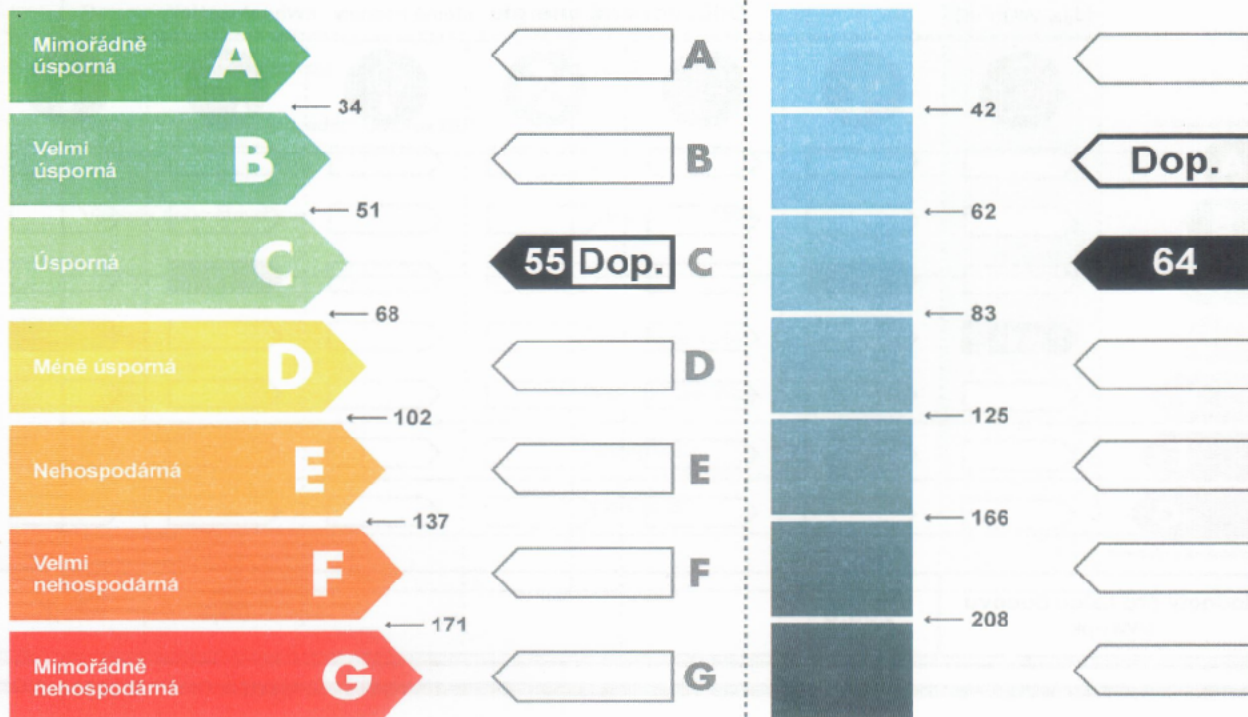 Mimořádně
úsporná
A
A
34
42
Velmi
úsporná
B
B
Dop.
51
62
Úsporná
C
55 Dop.
C
64
68
83
Méně úsporná
D
D
102
125
Nehospodárná
E
E
137
166
Velmi
nehospodárná
F
F
171
208
Mimořádně
nehospodárná
G
G